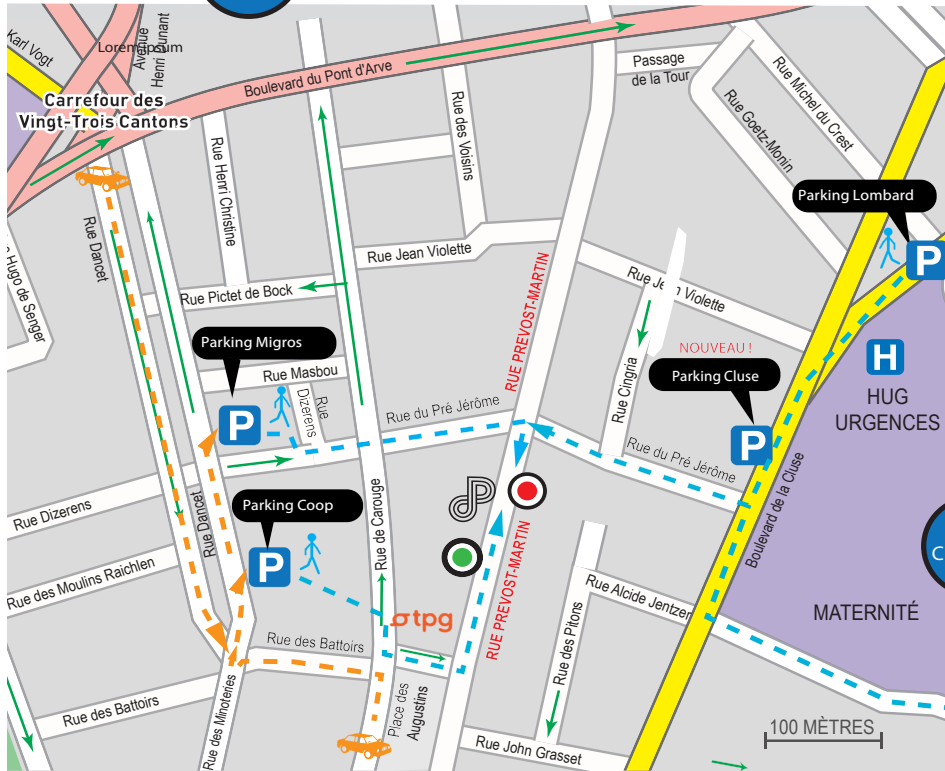 Karl Vogt
Lorem ipsum
Avenue
Henri Dunant
Carrefour des
Vingt-Trois Cantons
Boulevard du Pont d'Arve
Passage
de la Tour
Rue Michel du Crest
Rue Goetz-Monin
Rue des Voisins
Rue Henri Christine
Parking Lombard
P
Rue Dancet
Hugo de Senger
Rue Jean Violette
Rue Jean Violette
Rue Pictet de Bock
RUE PREVOST-MARTIN
Parking Migros
P
Rue Masbou
Rue
Dizerens
Rue Cingria
NOUVEAU !
Parking Cluse
P
H
HUG
URGENCES
Rue du Pré Jérôme
Rue du Pré Jérôme
Rue Dizerens
Rue Dancet
Parking Coop
P
Rue de Carouge
RUE PREVOST-MARTIN
Boulevard de la Cluse
C
Rue des Moulins Raichlen
Rue Alcide Jentzer
MATERNITÉ
tpg
Rue des Battoirs
Rue des Pitons
Rue des Battoirs
Rue des Minoteries
Place des
Augustins
Rue John Grasset
100 MÈTRES